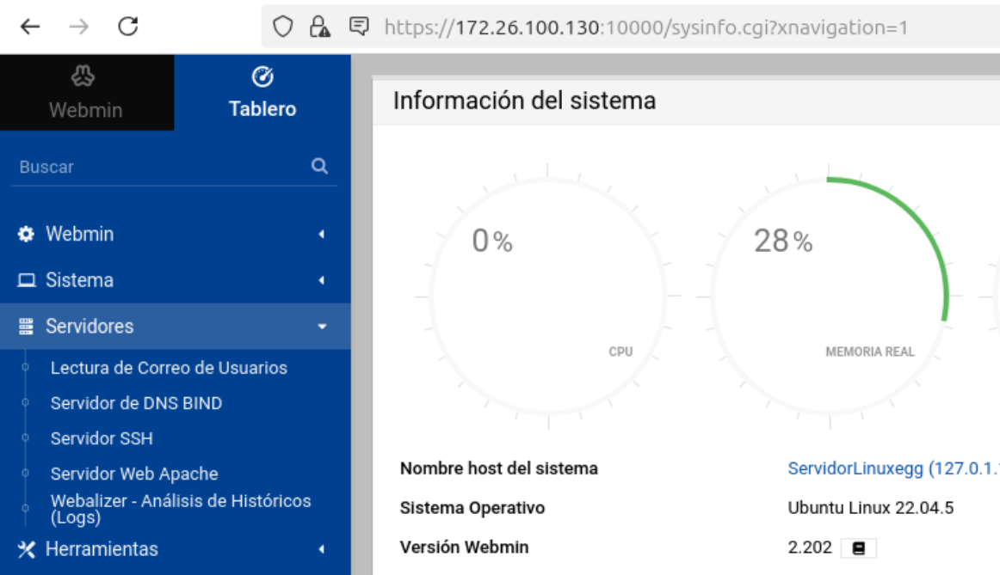 https://172.26.100.130:10000/sysinfo.cgi?xnavigation=1
Webmin
Tablero
Buscar
Webmin
Sistema
Servidores
Lectura de Correo de Usuarios
Servidor de DNS BIND
Servidor SSH
Servidor Web Apache
Webalizer - Análisis de Históricos
(Logs)
Herramientas
Información del sistema
0%
CPU
28%
MEMORIA REAL
Nombre host del sistema
ServidorLinuxegg (127.0.1.
Sistema Operativo
Ubuntu Linux 22.04.5
Versión Webmin
2.202